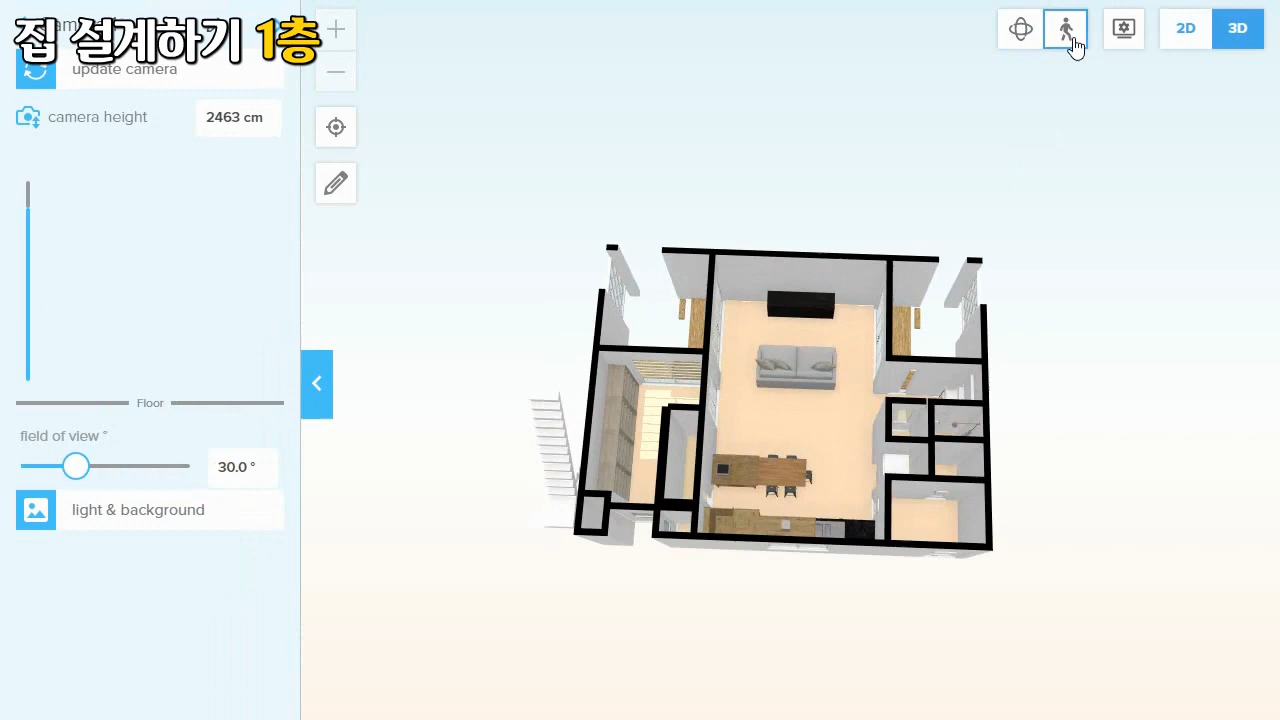 집 설계하기 1층
update camera
camera height
2463 cm
2D
3D
Floor
field of view °
30.0 °
light & background